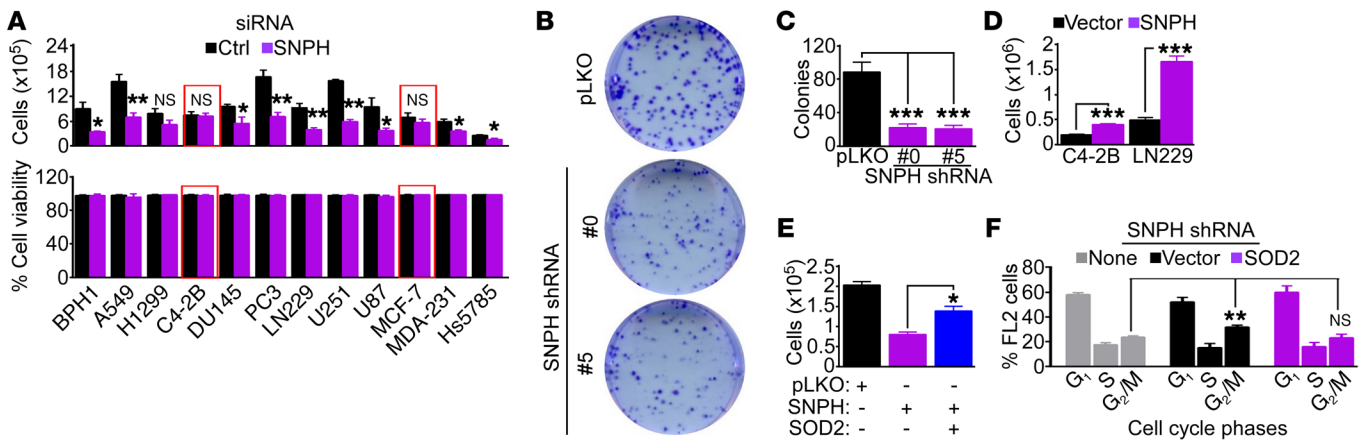 A
siRNA
Ctrl SNPH
Cells (x10⁵)
24
18
12
6
0
* ** NS NS * ** ** ** * NS * *
% Cell viability
120
80
40
0
BPH1 A549 H1299 C4-2B DU145 PC3 LN229 U251 U87 MCF-7 MDA-231 Hs5785
B
pLKO
SNPH shRNA
#0
#5
C
Colonies
120
80
40
0
*** ***
pLKO #0 #5
SNPH shRNA
D
Vector SNPH
Cells (x10⁶)
2
1.5
1
0.5
0
*** ***
C4-2B LN229
E
Cells (x10⁵)
2.5
2
1.5
1
0.5
0
*
pLKO: + - -
SNPH: - + +
SOD2: - - +
F
SNPH shRNA
None Vector SOD2
% FL2 cells
80
60
40
20
0
** NS
G₁ S G₂/M G₁ S G₂/M G₁ S G₂/M
Cell cycle phases